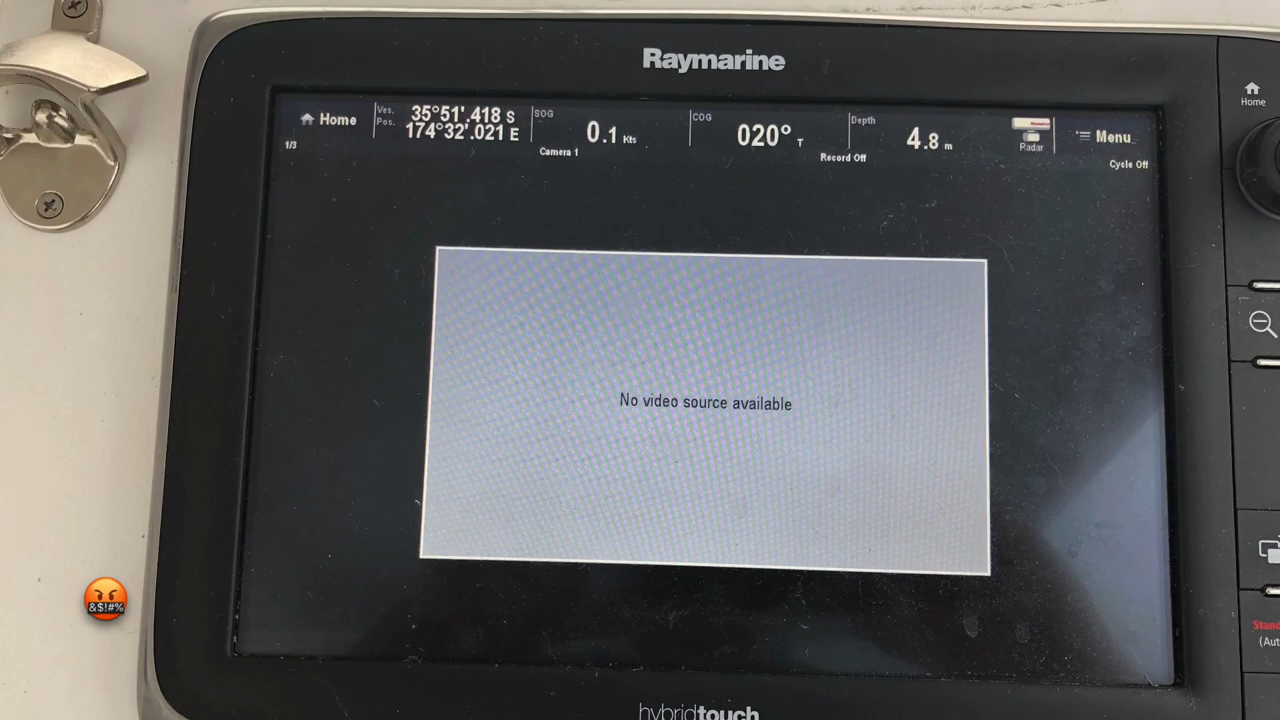 Raymarine
Home
Ves. Pos.
35°51'.418 S
174°32'.021 E
SOG
0.1 Kts
COG
020° T
Depth
4.8 m
Radar
Menu
1/3
Camera 1
Record Off
Cycle Off
No video source available
Home
(Aut
&$!#%
hybridtouch